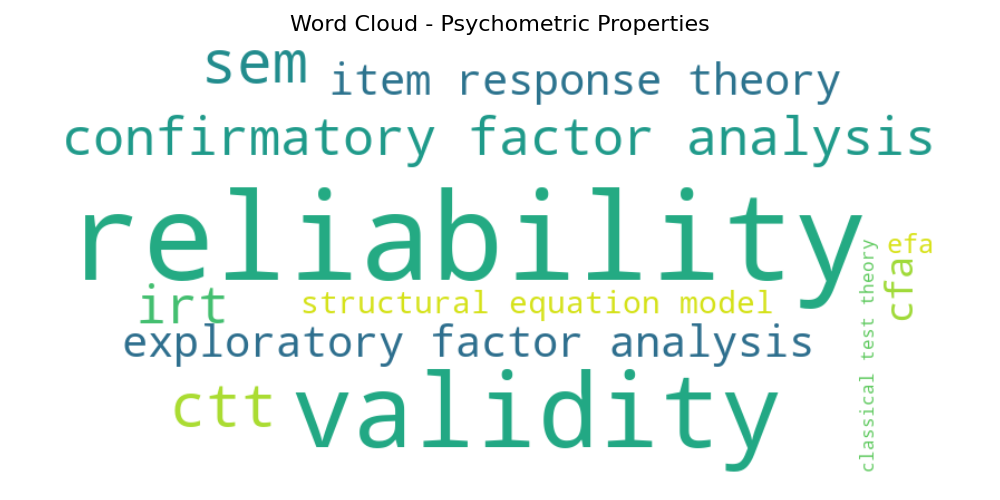 Word Cloud - Psychometric Properties
sem
item response theory
confirmatory factor analysis
reliability
efa
cfa
classical test theory
irt
structural equation model
exploratory factor analysis
ctt
validity